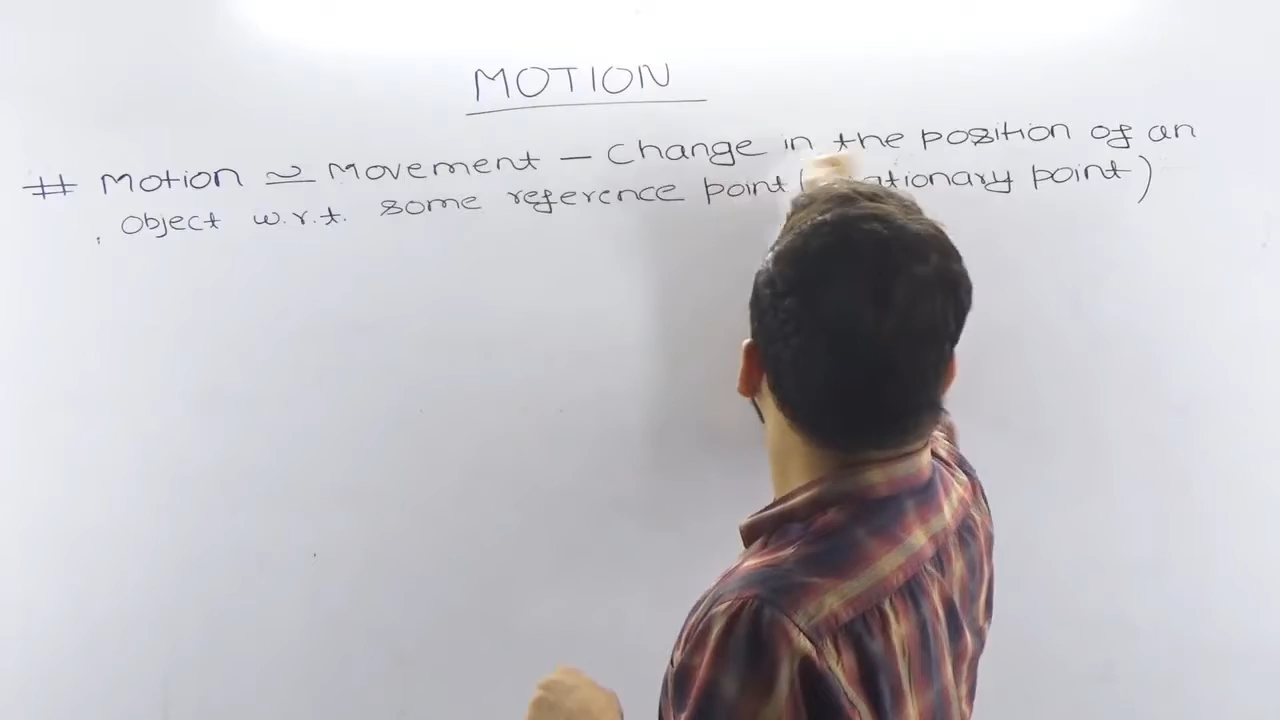 MOTION
# Motion ≃ Movement — Change in the position of an
object w.r.t. some reference point ( point)